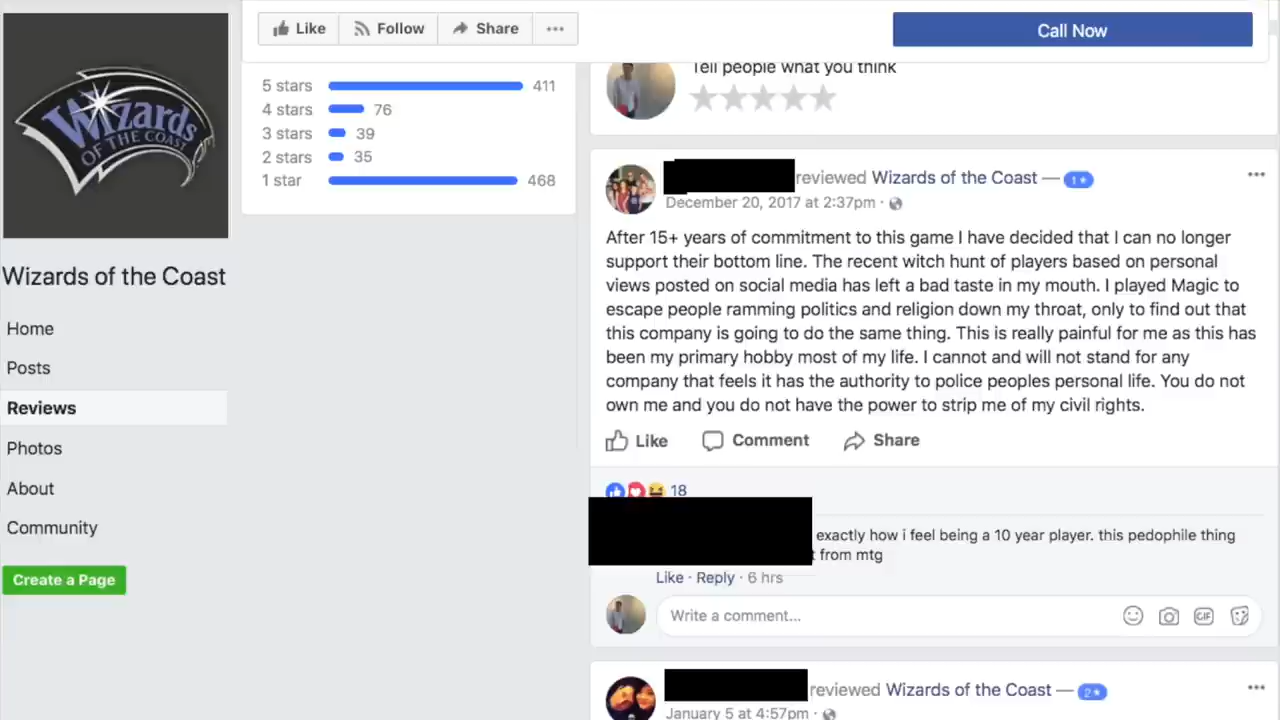 Like
Follow
Share
Call Now
Wizards
OF THE COAST
5 stars 411
4 stars 76
3 stars 39
2 stars 35
1 star 468
Wizards of the Coast
Home
Posts
Reviews
Photos
About
Community
Create a Page
Tell people what you think
reviewed Wizards of the Coast — 1★
December 20, 2017 at 2:37pm ·
After 15+ years of commitment to this game I have decided that I can no longer
support their bottom line. The recent witch hunt of players based on personal
views posted on social media has left a bad taste in my mouth. I played Magic to
escape people ramming politics and religion down my throat, only to find out that
this company is going to do the same thing. This is really painful for me as this has
been my primary hobby most of my life. I cannot and will not stand for any
company that feels it has the authority to police peoples personal life. You do not
own me and you do not have the power to strip me of my civil rights.
Like
Comment
Share
18
exactly how i feel being a 10 year player. this pedophile thing
from mtg
Like · Reply · 6 hrs
Write a comment...
GIF
reviewed Wizards of the Coast — 2★
January 5 at 4:57pm ·